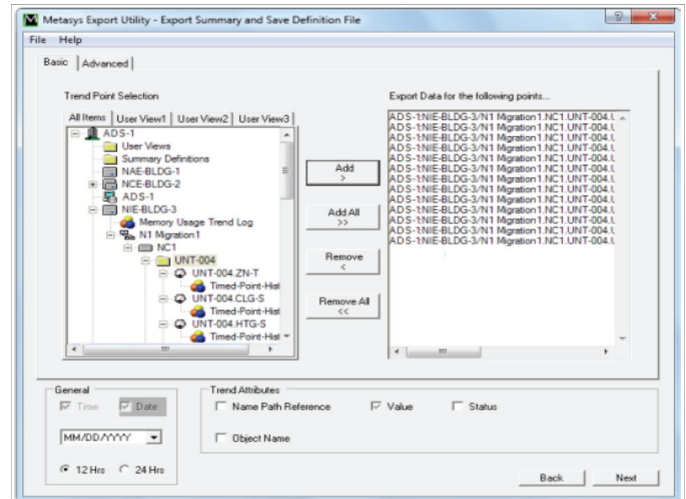 Metasys Export Utility - Export Summary and Save Definition File
File Help
Basic Advanced
Trend Point Selection
Export Data for the following points...
All Items User View1 User View2 User View3
ADS-1
User Views
Summary Definitions
NAE-BLDG-1
NCE-BLDG-2
ADS-1
NIE-BLDG-3
Memory Usage Trend Log
N1 Migration1
NC1
UNT-004
UNT-004.ZN-T
Timed-Point-Hist
UNT-004.CLG-S
Timed-Point-Hist
UNT-004.HTG-S
Timed-Point-Hist
Add
>
Add All
>>
Remove
<
Remove All
<<
ADS-1:NIE-BLDG-3/N1 Migration1.NC1.UNT-004.U
ADS-1:NIE-BLDG-3/N1 Migration1.NC1.UNT-004.U
ADS-1:NIE-BLDG-3/N1 Migration1.NC1.UNT-004.U
ADS-1:NIE-BLDG-3/N1 Migration1.NC1.UNT-004.U
ADS-1:NIE-BLDG-3/N1 Migration1.NC1.UNT-004.U
ADS-1:NIE-BLDG-3/N1 Migration1.NC1.UNT-004.U
ADS-1:NIE-BLDG-3/N1 Migration1.NC1.UNT-004.U
ADS-1:NIE-BLDG-3/N1 Migration1.NC1.UNT-004.U
ADS-1:NIE-BLDG-3/N1 Migration1.NC1.UNT-004.U
ADS-1:NIE-BLDG-3/N1 Migration1.NC1.UNT-004.U
ADS-1:NIE-BLDG-3/N1 Migration1.NC1.UNT-004.U
ADS-1:NIE-BLDG-3/N1 Migration1.NC1.UNT-004.U
General
Time Date
MM/DD/YYYY
12 Hrs 24 Hrs
Trend Attributes
Name Path Reference Value Status
Object Name
Back Next